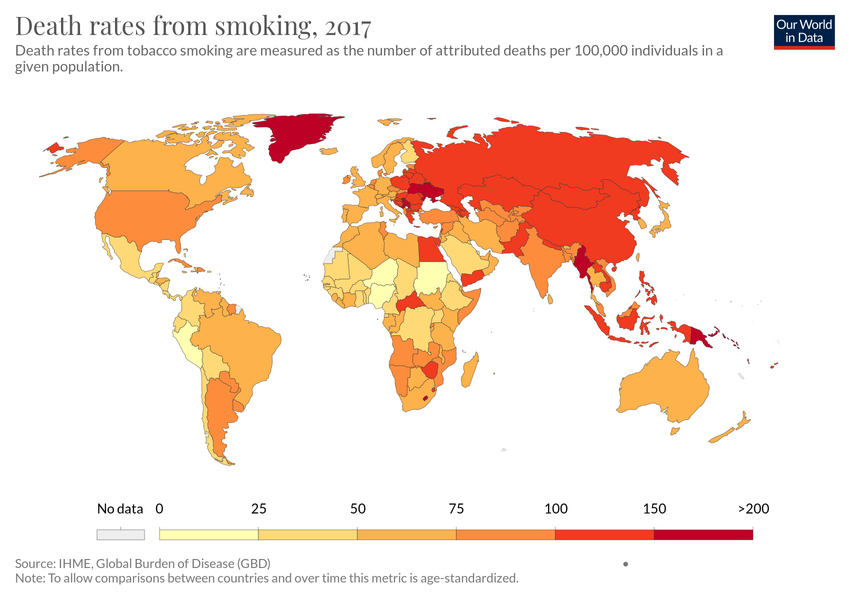 Death rates from smoking, 2017
Our World
in Data
Death rates from tobacco smoking are measured as the number of attributed deaths per 100,000 individuals in a
given population.
No data 0 25 50 75 100 150 >200
Source: IHME, Global Burden of Disease (GBD)
Note: To allow comparisons between countries and over time this metric is age-standardized.